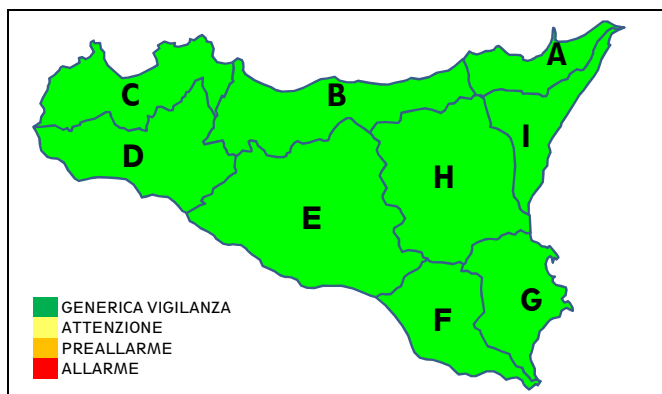 A
C
B
I
D
H
E
G
F
GENERICA VIGILANZA
ATTENZIONE
PREALLARME
ALLARME